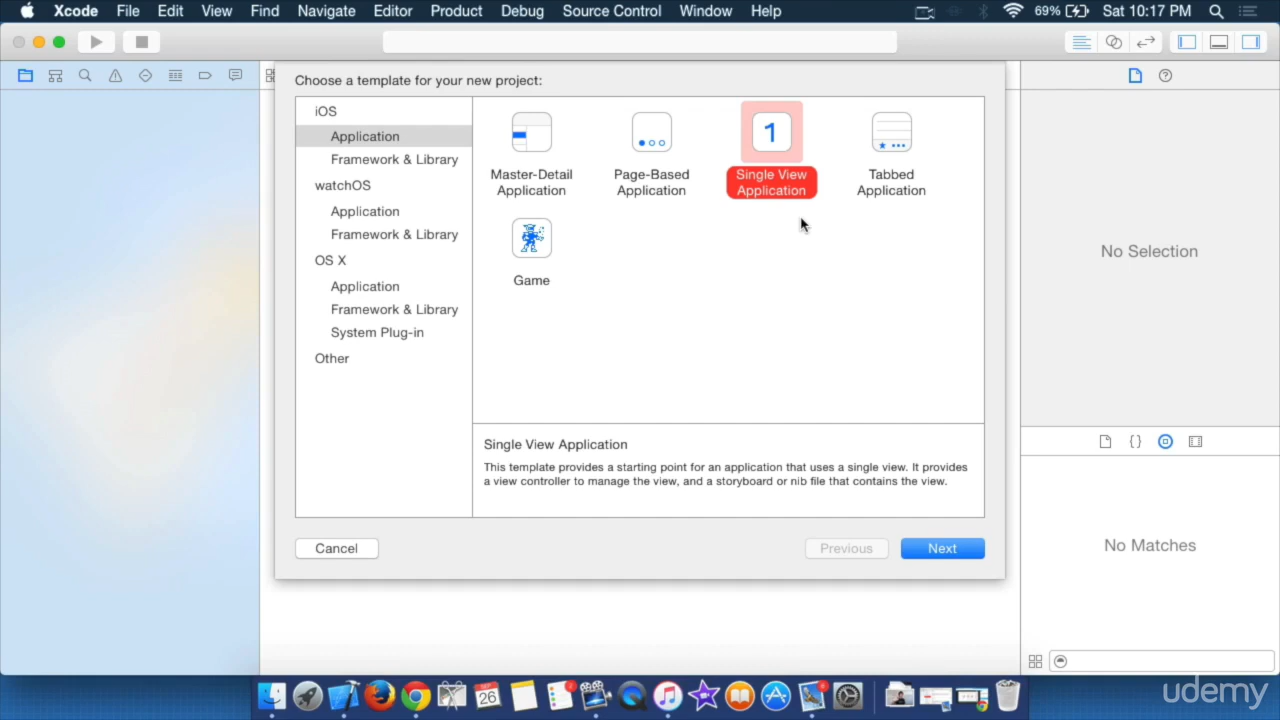 Xcode File Edit View Find Navigate Editor Product Debug Source Control Window Help 69% Sat 10:17 PM
Choose a template for your new project:
iOS
Application
Framework & Library
watchOS
Application
Framework & Library
OS X
Application
Framework & Library
System Plug-in
Other
1
Master-Detail Application
Page-Based Application
Single View Application
Tabbed Application
Game
Single View Application
This template provides a starting point for an application that uses a single view. It provides
a view controller to manage the view, and a storyboard or nib file that contains the view.
Cancel
Previous
Next
No Selection
{}
No Matches
26
udemy